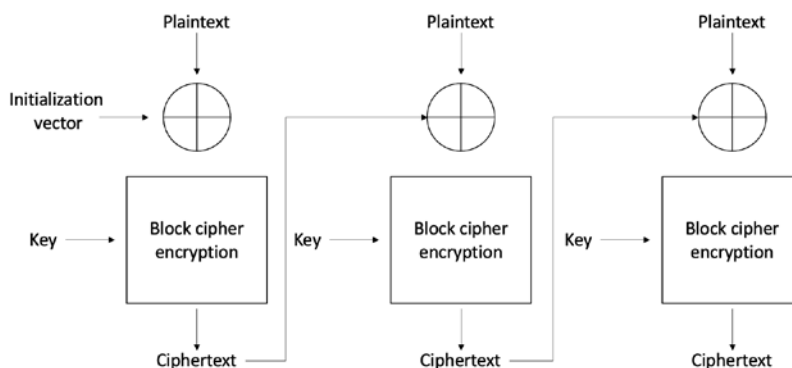 Plaintext Plaintext Plaintext
Initialization
vector
Key Block cipher
encryption
Key Block cipher
encryption
Key Block cipher
encryption
Ciphertext Ciphertext Ciphertext